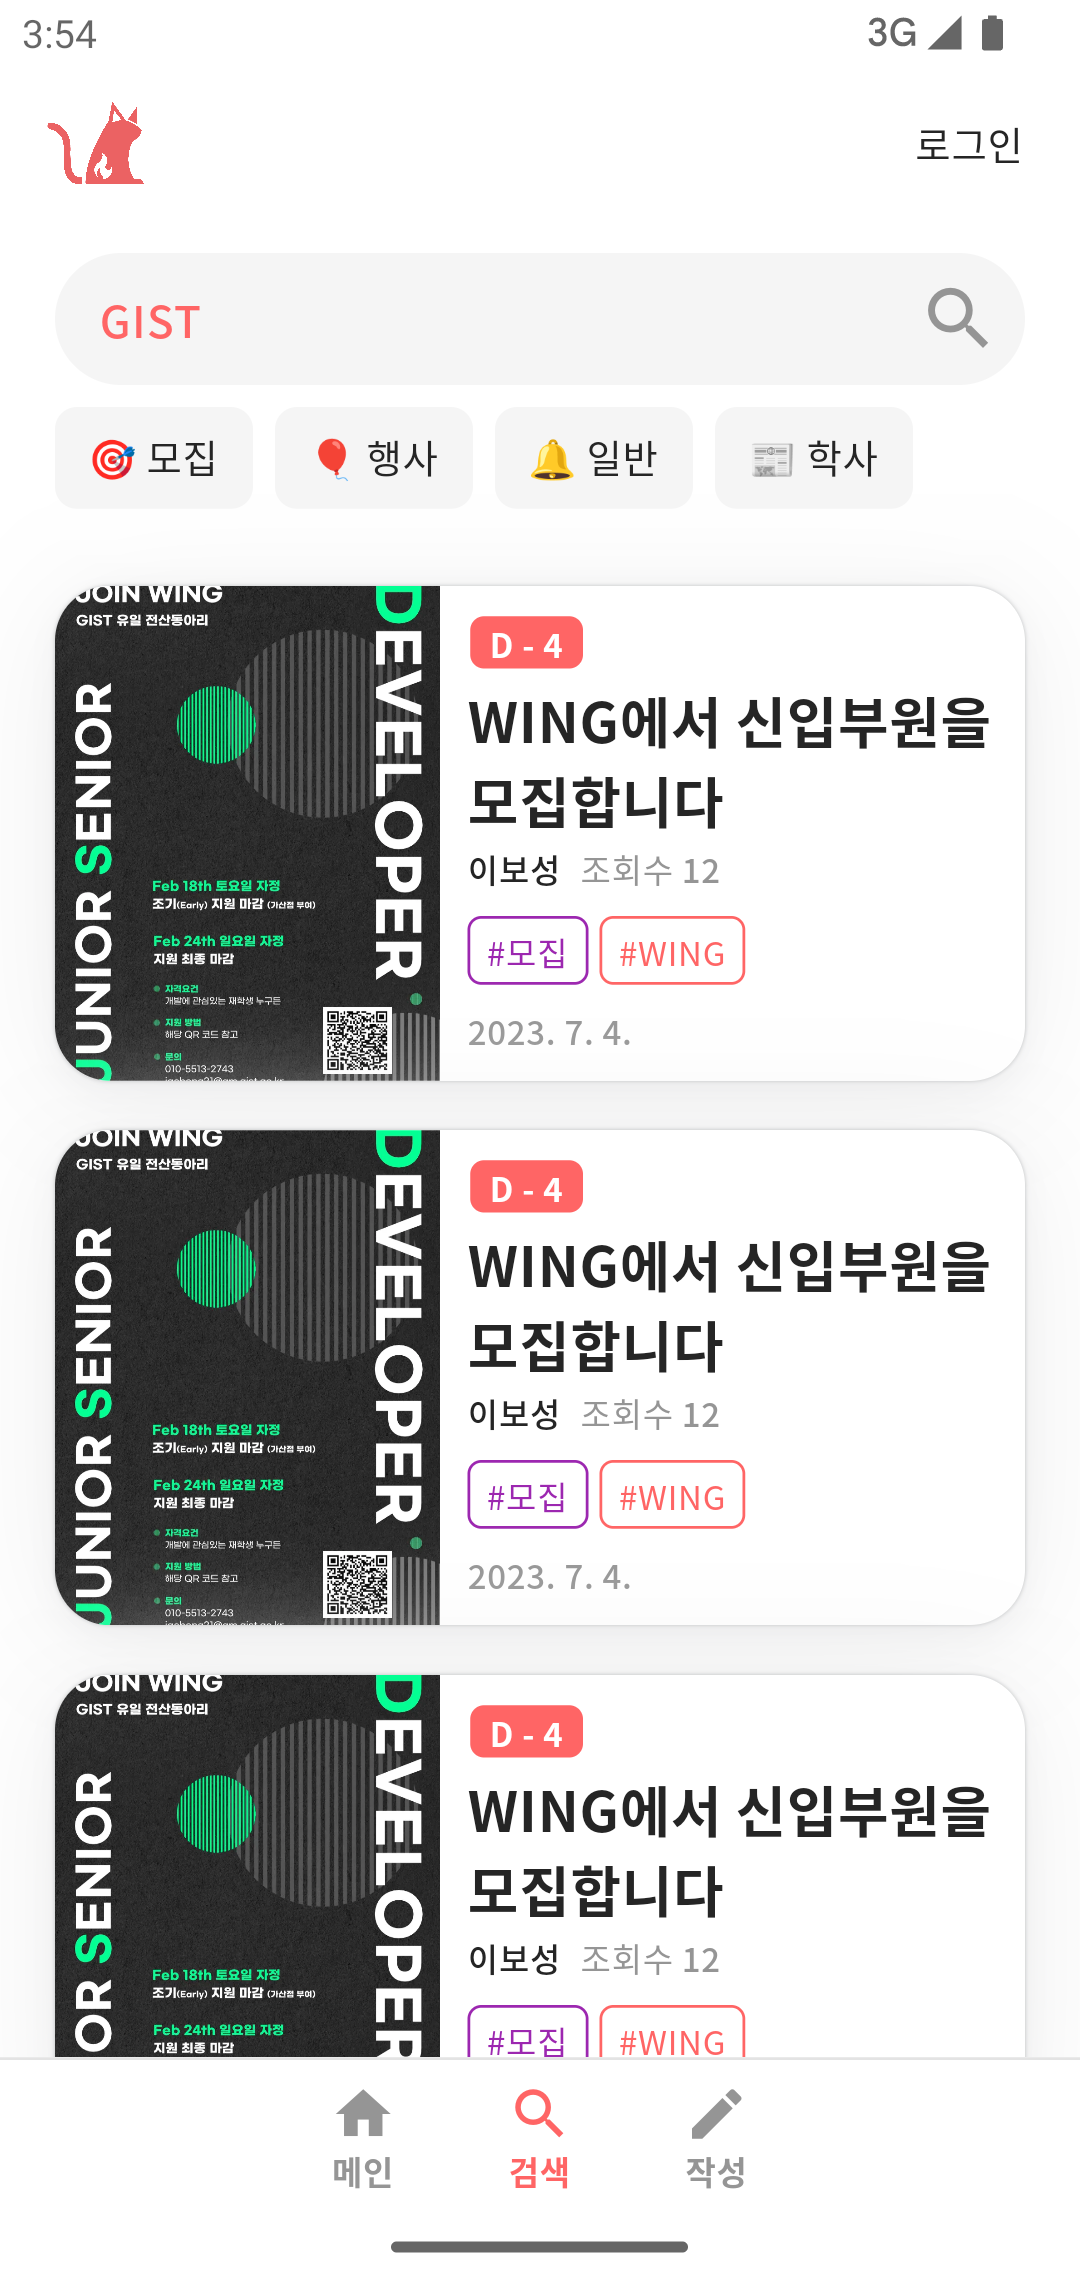 3:54
3G
로그인
GIST
모집
행사
일반
학사
JOIN WING
GIST 유일 전산동아리
JUNIOR SENIOR
DEVELOPER
Feb 18th 토요일 자정
조기(Early) 지원 마감 (가산점 부여)
Feb 24th 일요일 자정
지원 최종 마감
자격요건
개발에 관심있는 재학생 누구든
지원 방법
해당 QR 코드 참고
문의
010-5513-2743
D - 4
WING에서 신입부원을
모집합니다
이보성 조회수 12
#모집 #WING
2023. 7. 4.
JOIN WING
GIST 유일 전산동아리
JUNIOR SENIOR
DEVELOPER
Feb 18th 토요일 자정
조기(Early) 지원 마감 (가산점 부여)
Feb 24th 일요일 자정
지원 최종 마감
자격요건
개발에 관심있는 재학생 누구든
지원 방법
해당 QR 코드 참고
문의
010-5513-2743
D - 4
WING에서 신입부원을
모집합니다
이보성 조회수 12
#모집 #WING
2023. 7. 4.
JOIN WING
GIST 유일 전산동아리
OR SENIOR
DEVELOPER
Feb 18th 토요일 자정
조기(Early) 지원 마감 (가산점 부여)
Feb 24th 일요일 자정
지원 최종 마감
D - 4
WING에서 신입부원을
모집합니다
이보성 조회수 12
#모집 #WING
메인
검색
작성